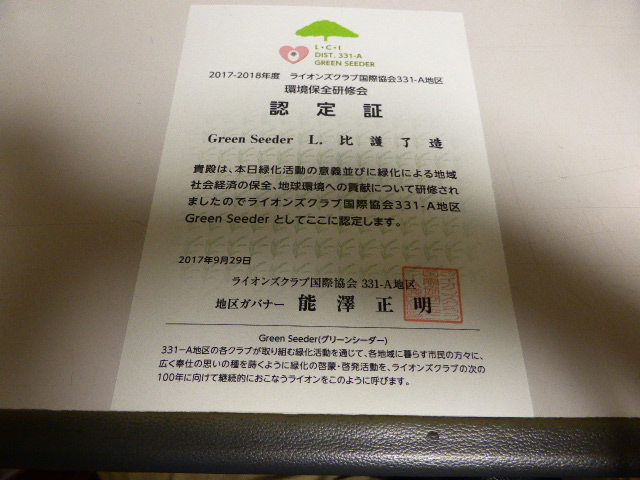 L・C・I
DIST. 331-A
GREEN SEEDER
2017-2018年度　ライオンズクラブ国際協会331-A地区
環境保全研修会
認定証
Green Seeder　L.　比護了造
貴殿は、本日緑化活動の意義並びに緑化による地域
社会経済の保全、地球環境への貢献について研修され
ましたのでライオンズクラブ国際協会331-A地区
Green Seeder としてここに認定します。
2017年9月29日
ライオンズクラブ国際協会 331-A地区
地区ガバナー　能澤正明
Green Seeder(グリーンシーダー)
331－A地区の各クラブが取り組む緑化活動を通じて、各地域に暮らす市民の方々に、
広く奉仕の思いの種を蒔くように緑化の啓蒙・啓発活動を、ライオンズクラブの次の
100年に向けて継続的におこなうライオンをこのように呼びます。